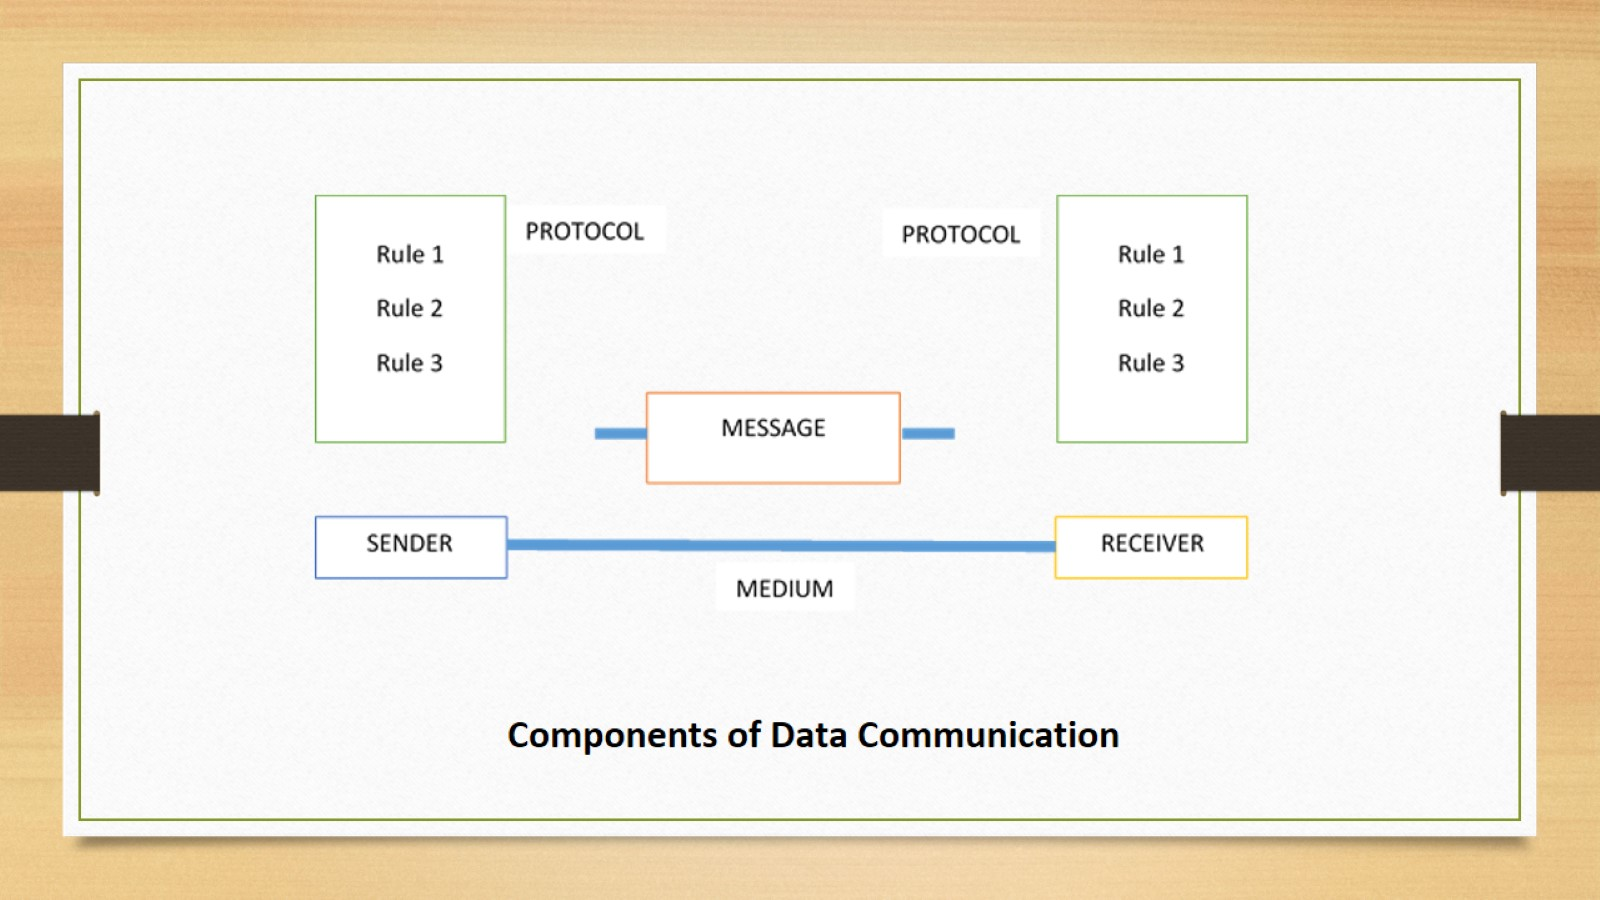 PROTOCOL
PROTOCOL
Rule 1
Rule 2
Rule 3
Rule 1
Rule 2
Rule 3
MESSAGE
SENDER
RECEIVER
MEDIUM
Components of Data Communication